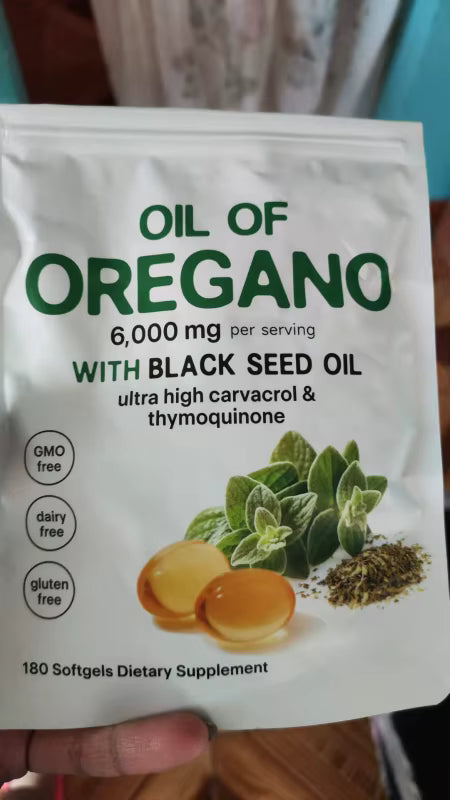 OIL OF
OREGANO
6,000 mg per serving
WITH BLACK SEED OIL
ultra high carvacrol &
thymoquinone
GMO
free
dairy
free
gluten
free
180 Softgels Dietary Supplement